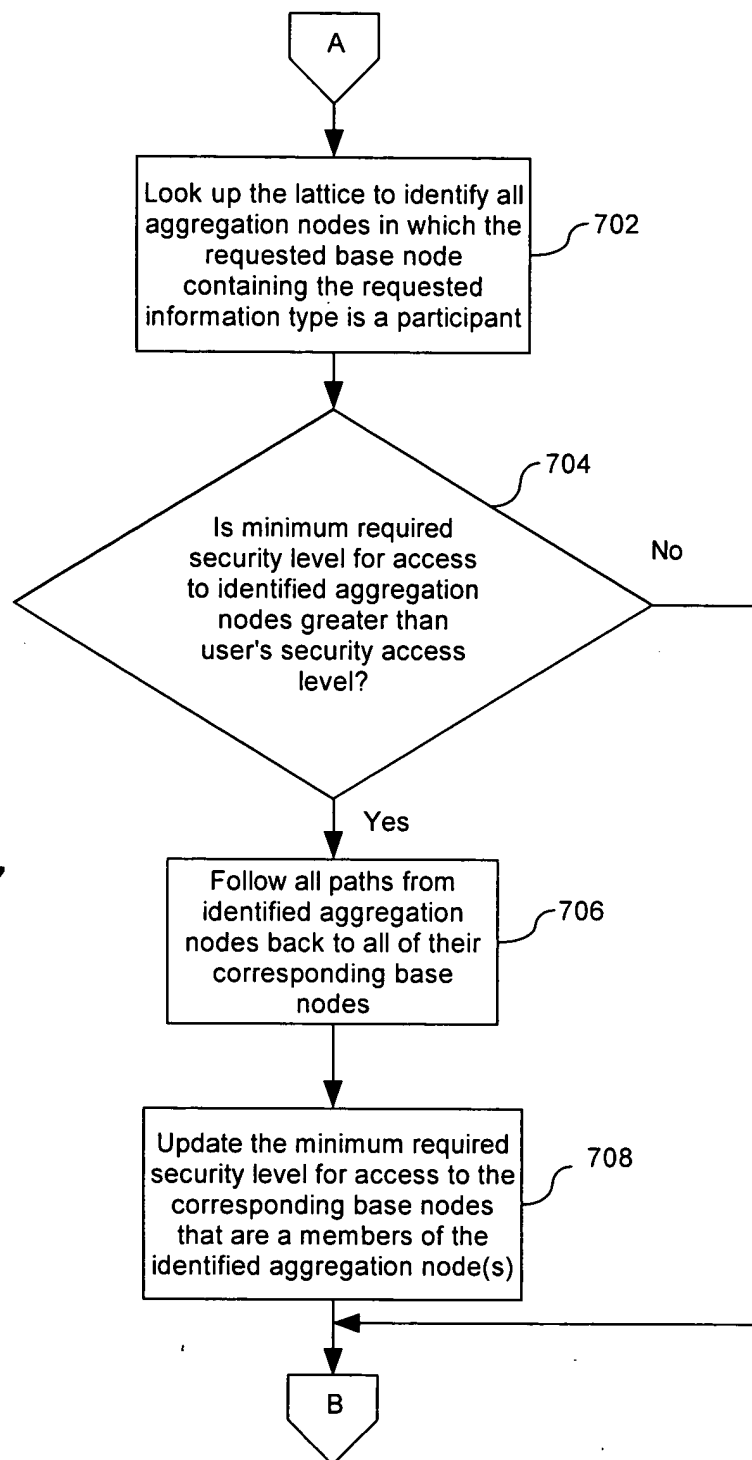 A
Look up the lattice to identify all
aggregation nodes in which the
requested base node
containing the requested
information type is a participant
702
704
Is minimum required
security level for access
to identified aggregation
nodes greater than
user's security access
level?
No
Yes
Follow all paths from
identified aggregation
nodes back to all of their
corresponding base
nodes
706
Update the minimum required
security level for access to the
corresponding base nodes
that are a members of the
identified aggregation node(s)
708
B